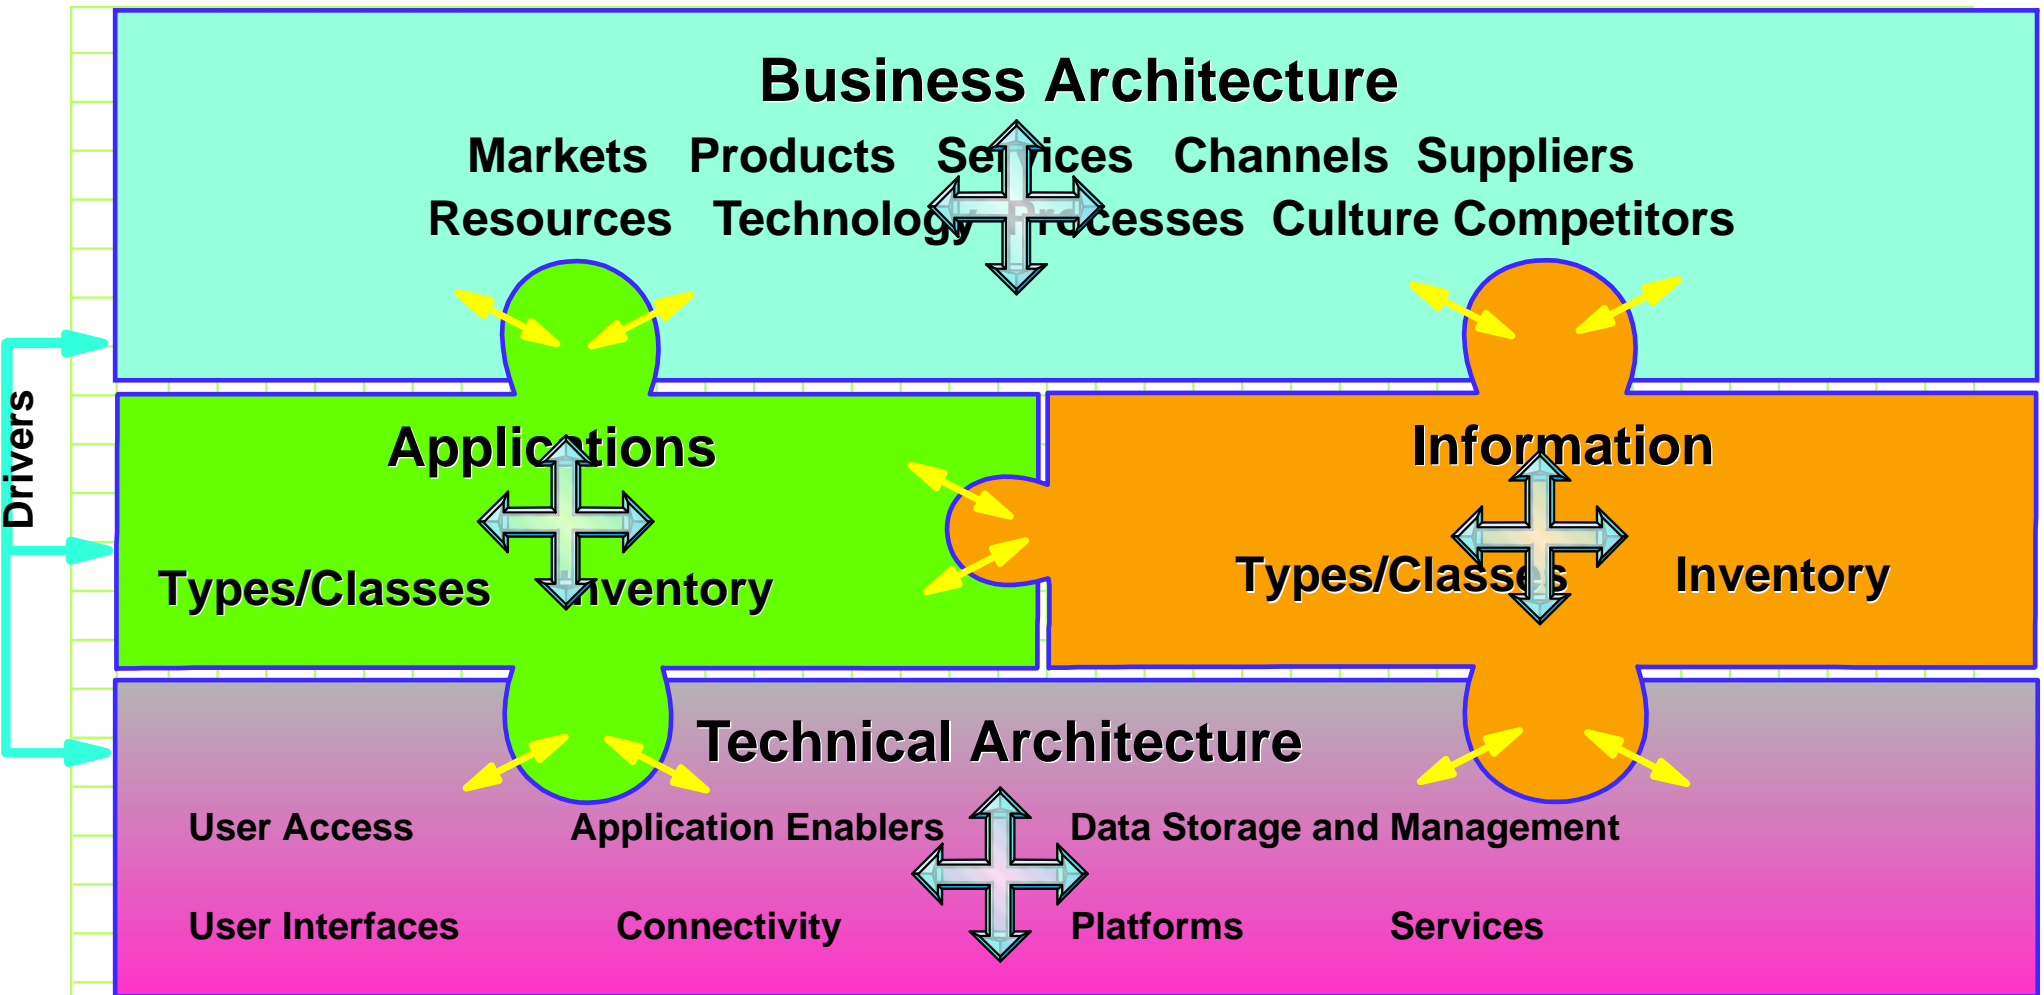 Business Architecture
Markets Products Services Channels Suppliers
Resources Technology Processes Culture Competitors
Drivers
Applications
Types/Classes Inventory
Information
Types/Classes Inventory
Technical Architecture
User Access Application Enablers Data Storage and Management
User Interfaces Connectivity Platforms Services